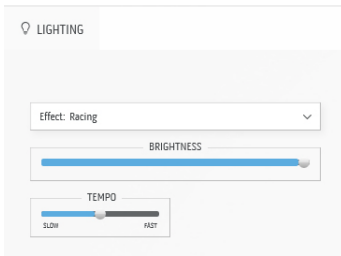 LIGHTING
Effect: Racing
BRIGHTNESS
TEMPO
SLOW FAST